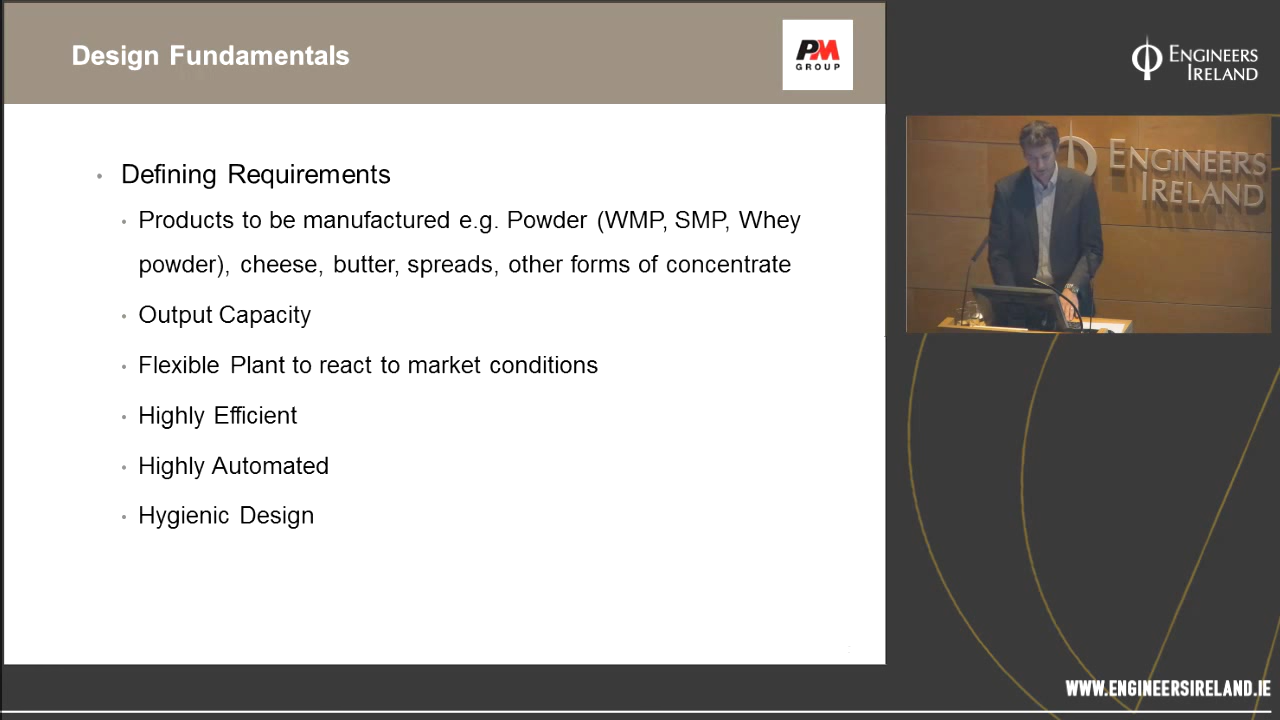 Design Fundamentals
PM
GROUP
ENGINEERS
IRELAND
• Defining Requirements
• Products to be manufactured e.g. Powder (WMP, SMP, Whey
powder), cheese, butter, spreads, other forms of concentrate
• Output Capacity
• Flexible Plant to react to market conditions
• Highly Efficient
• Highly Automated
• Hygienic Design
ENGINEERS
IRELAND
WWW.ENGINEERSIRELAND.IE